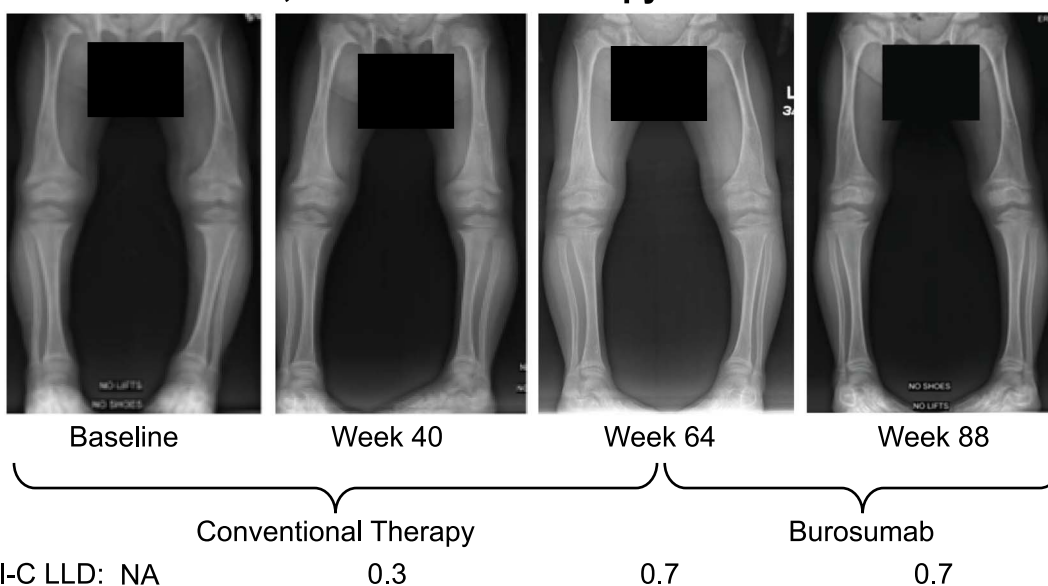 L
NO LIFTS
NO SHOES
NO SHOES
NO LIFTS
Baseline Week 40 Week 64 Week 88
Conventional Therapy Burosumab
I-C LLD: NA 0.3 0.7 0.7